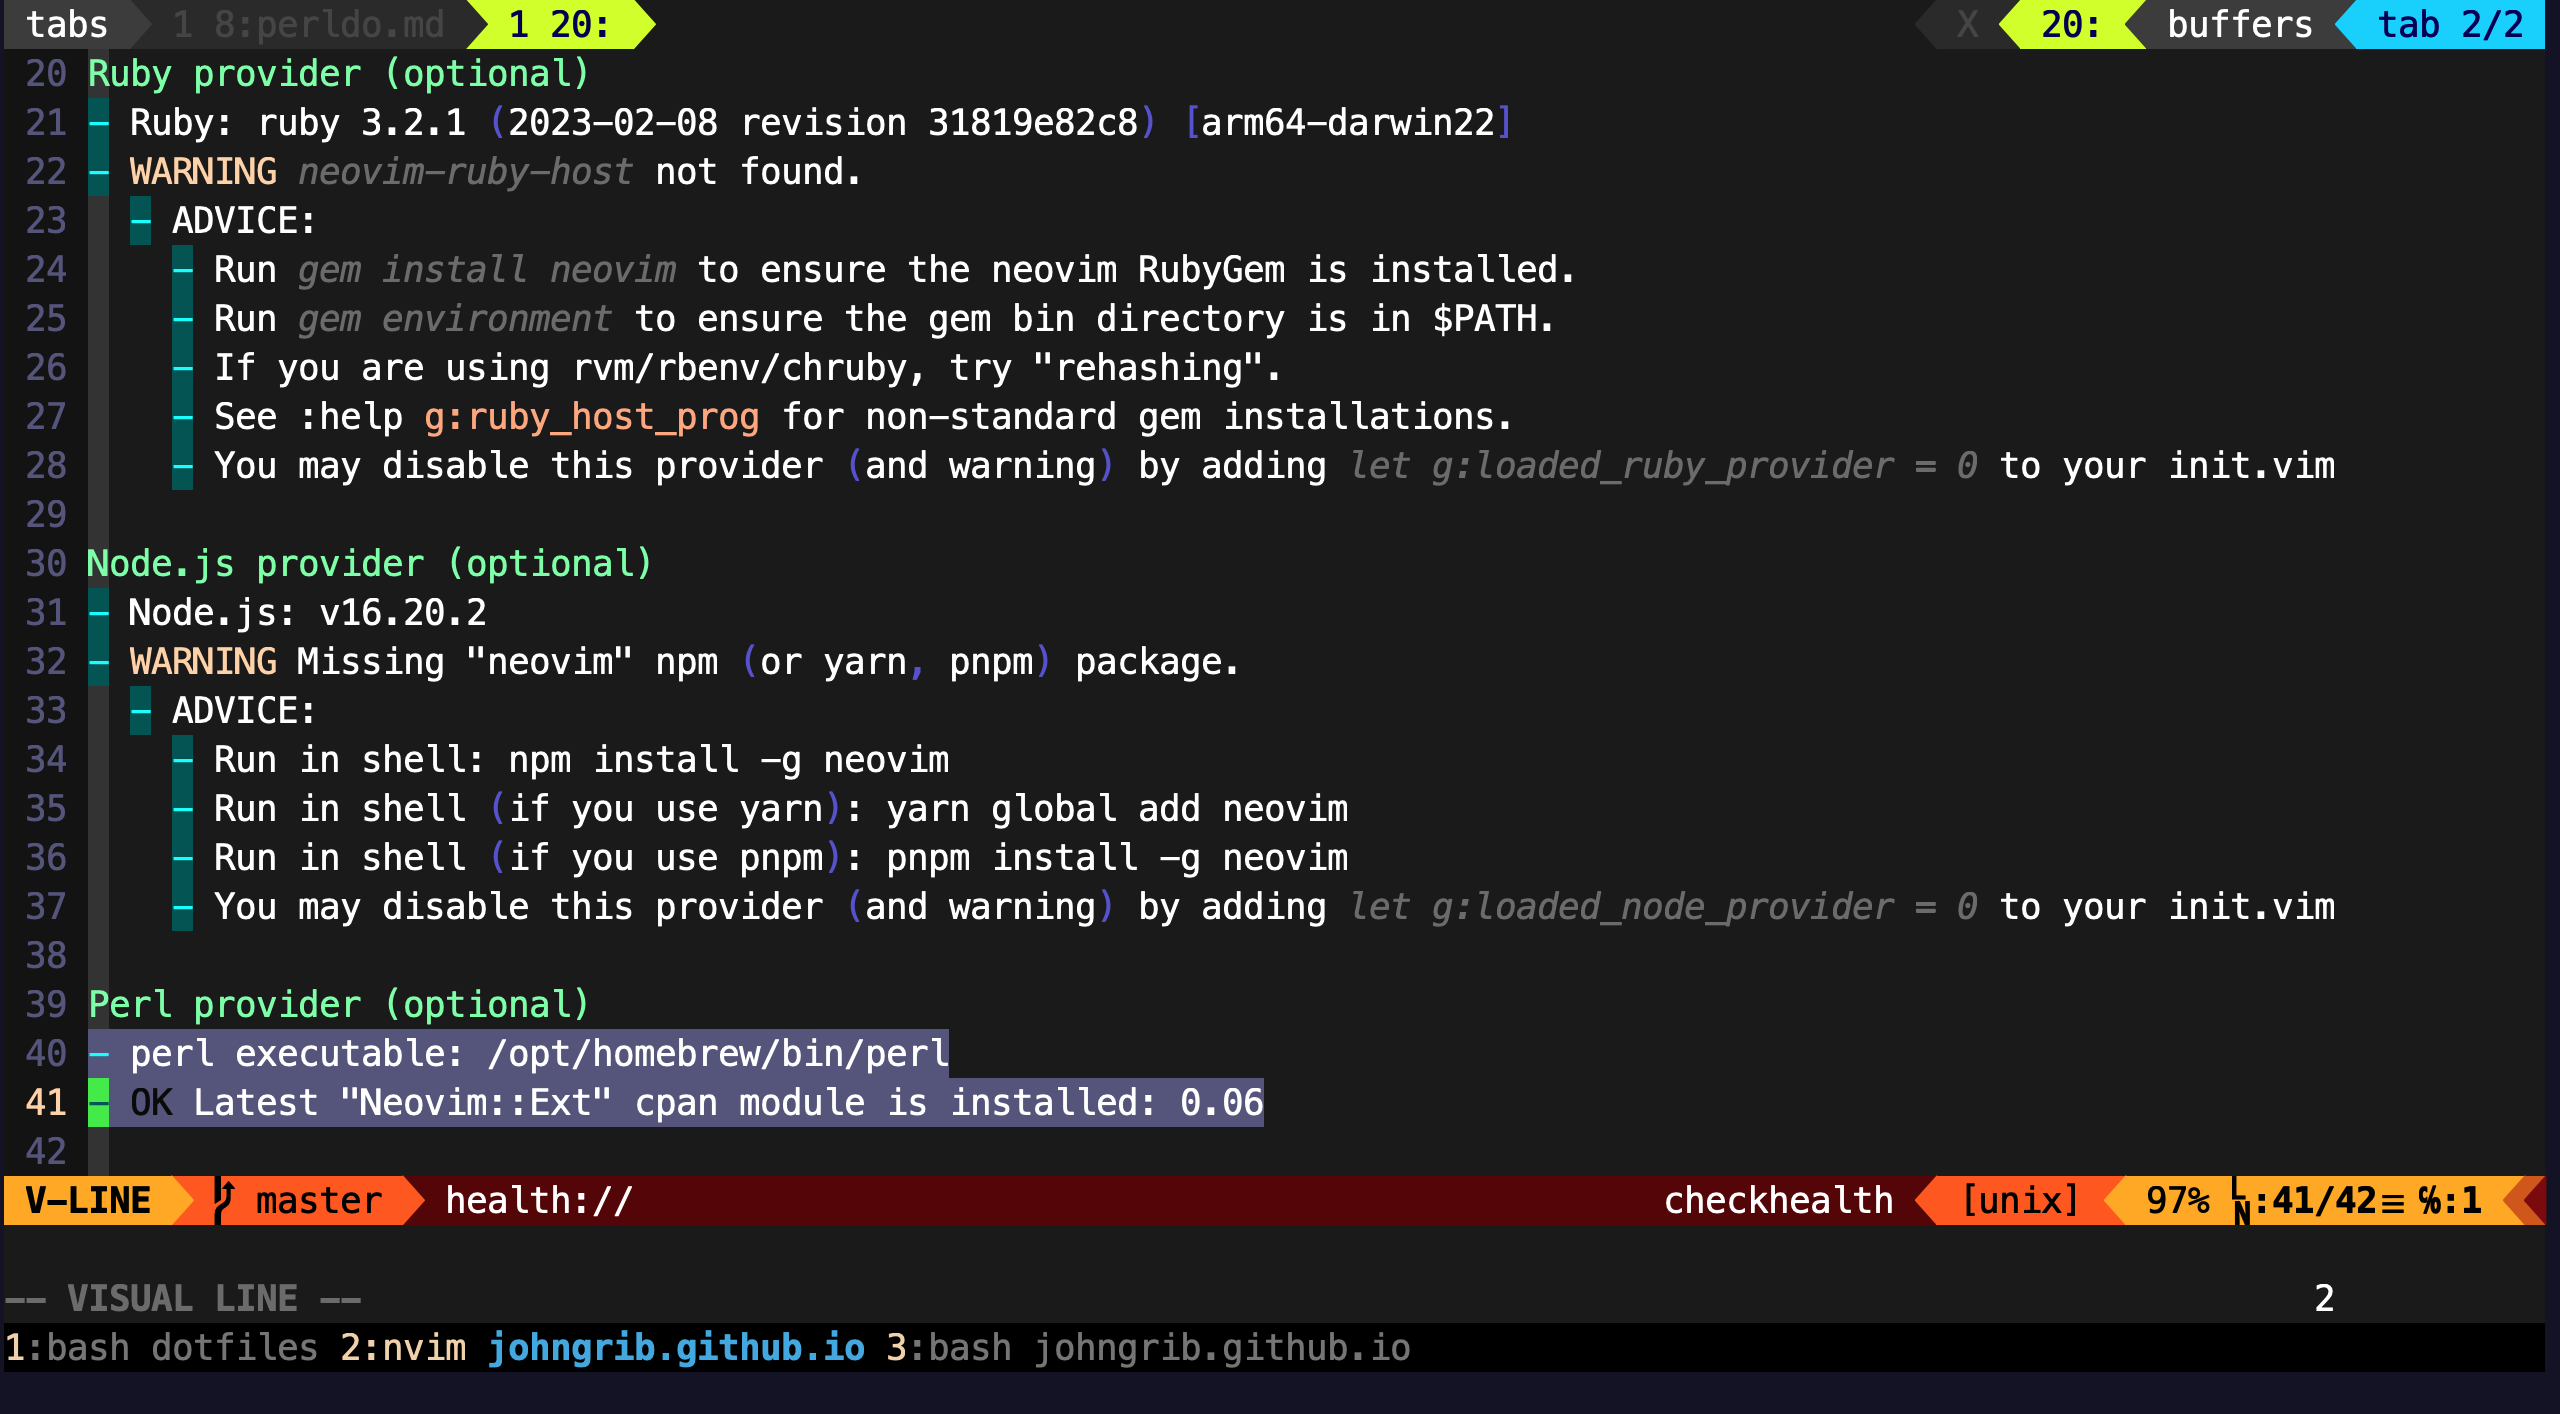 tabs 1 8:perldo.md 1 20: X 20: buffers tab 2/2
20 Ruby provider (optional)
21 - Ruby: ruby 3.2.1 (2023-02-08 revision 31819e82c8) [arm64-darwin22]
22 - WARNING neovim-ruby-host not found.
23 - ADVICE:
24 - Run gem install neovim to ensure the neovim RubyGem is installed.
25 - Run gem environment to ensure the gem bin directory is in $PATH.
26 - If you are using rvm/rbenv/chruby, try "rehashing".
27 - See :help g:ruby_host_prog for non-standard gem installations.
28 - You may disable this provider (and warning) by adding let g:loaded_ruby_provider = 0 to your init.vim
29
30 Node.js provider (optional)
31 - Node.js: v16.20.2
32 - WARNING Missing "neovim" npm (or yarn, pnpm) package.
33 - ADVICE:
34 - Run in shell: npm install -g neovim
35 - Run in shell (if you use yarn): yarn global add neovim
36 - Run in shell (if you use pnpm): pnpm install -g neovim
37 - You may disable this provider (and warning) by adding let g:loaded_node_provider = 0 to your init.vim
38
39 Perl provider (optional)
40 - perl executable: /opt/homebrew/bin/perl
41 - OK Latest "Neovim::Ext" cpan module is installed: 0.06
42
V-LINE master health:// checkhealth [unix] 97% ␤:41/42≡ ℅:1
-- VISUAL LINE -- 2
1:bash dotfiles 2:nvim johngrib.github.io 3:bash johngrib.github.io